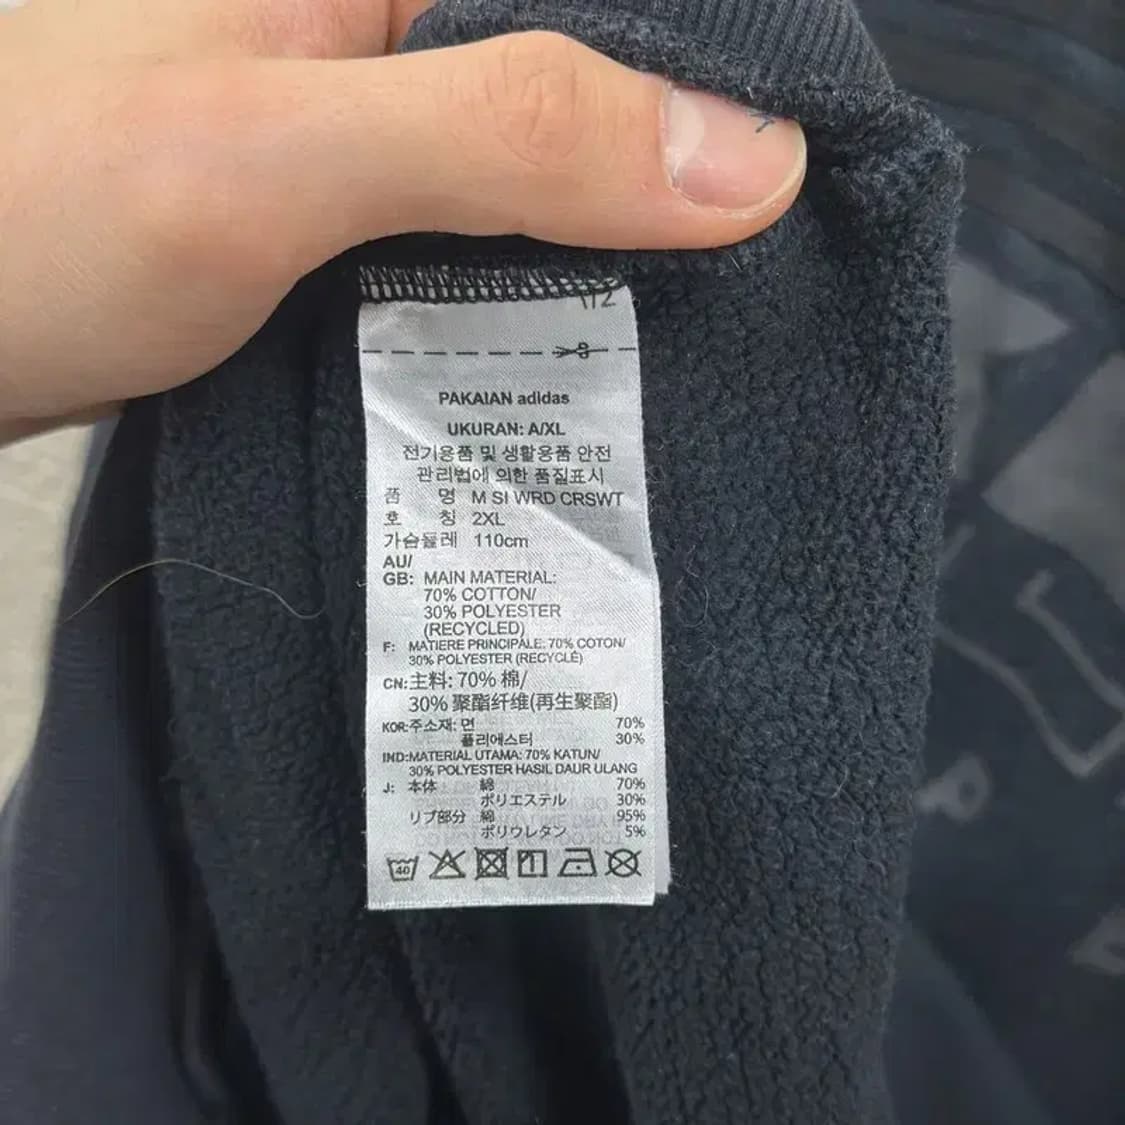 PAKAIAN adidas
UKURAN: A/XL
전기용품 및 생활용품 안전
관리법에 의한 품질표시
품 명 M SI WRD CRSWT
호 칭 2XL
가슴둘레 110cm
AU/
GB: MAIN MATERIAL:
70% COTTON/
30% POLYESTER
(RECYCLED)
F: MATIERE PRINCIPALE: 70% COTON/
30% POLYESTER (RECYCLÉ)
CN:主料: 70% 棉/
30% 聚酯纤维(再生聚酯)
KOR:주소재: 면 70%
폴리에스터 30%
IND:MATERIAL UTAMA: 70% KATUN/
30% POLYESTER HASIL DAUR ULANG
J: 本体 綿 70%
ポリエステル 30%
リブ部分 綿 95%
ポリウレタン 5%
40